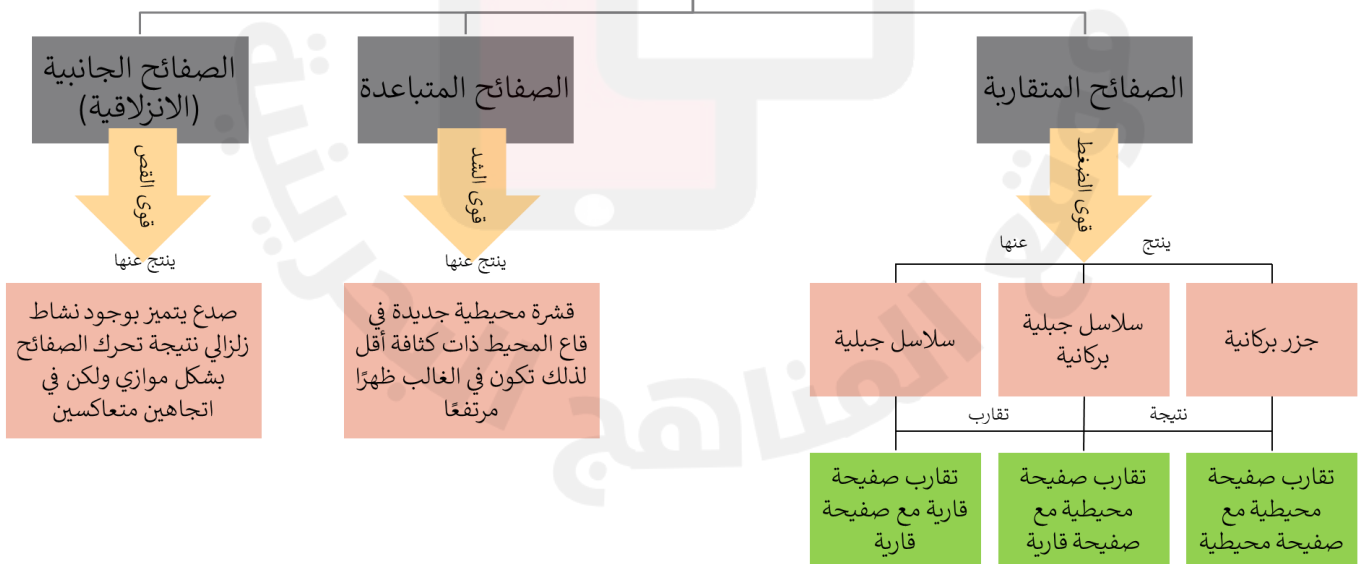 الصفائح المتقاربة
قوى الضغط
ينتج
عنها
جزر بركانية
سلاسل جبلية
بركانية
سلاسل جبلية
نتيجة
تقارب
تقارب صفيحة
محيطية مع
صفيحة محيطية
تقارب صفيحة
محيطية مع
صفيحة قارية
تقارب صفيحة
قارية مع صفيحة
قارية
الصفائح المتباعدة
قوى الشد
ينتج عنها
قشرة محيطية جديدة في
قاع المحيط ذات كثافة أقل
لذلك تكون في الغالب ظهرًا
مرتفعًا
الصفائح الجانبية
(الانزلاقية)
قوى القص
ينتج عنها
صدع يتميز بوجود نشاط
زلزالي نتيجة تحرك الصفائح
بشكل موازي ولكن في
اتجاهين متعاكسين
موقع المناهج البحرينية